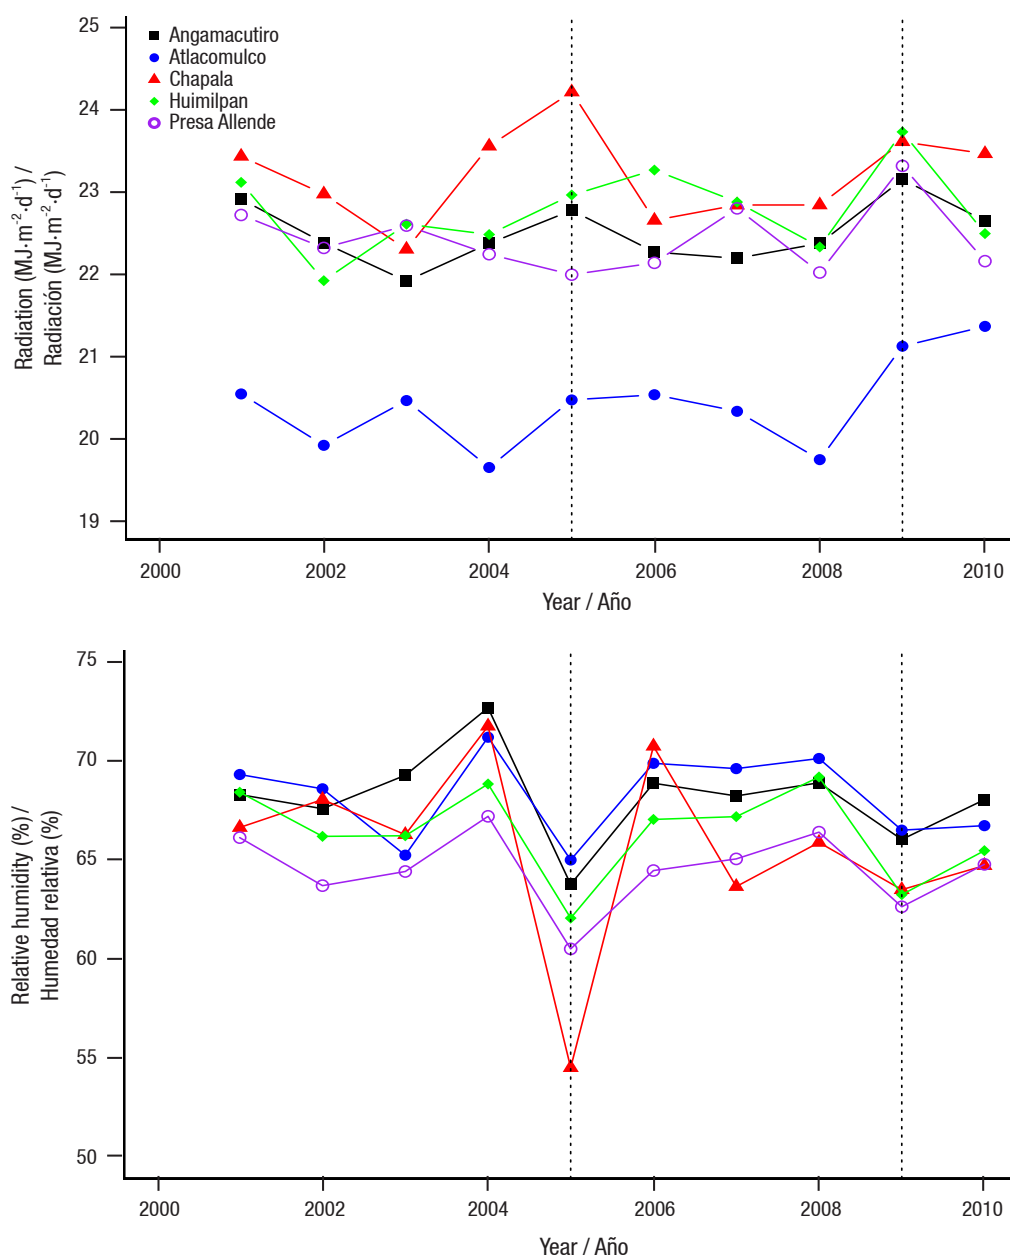 25
24
23
22
21
20
19
Radiation (MJ·m⁻²·d⁻¹) /
Radiación (MJ·m⁻²·d⁻¹)
Angamacutiro
Atlacomulco
Chapala
Huimilpan
Presa Allende
2000 2002 2004 2006 2008 2010
Year / Año
75
70
65
60
55
50
Relative humidity (%) /
Humedad relativa (%)
2000 2002 2004 2006 2008 2010
Year / Año